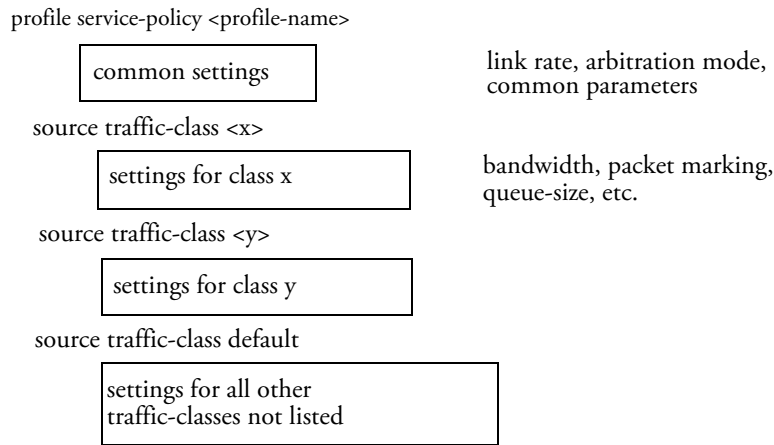 profile service-policy <profile-name>
common settings
link rate, arbitration mode,
common parameters
source traffic-class <x>
settings for class x
bandwidth, packet marking,
queue-size, etc.
source traffic-class <y>
settings for class y
source traffic-class default
settings for all other
traffic-classes not listed